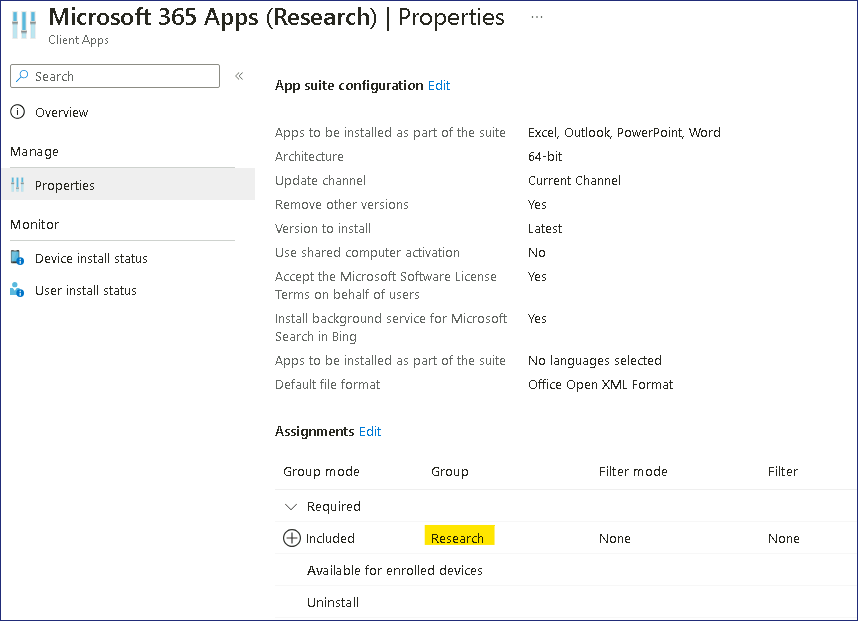 Microsoft 365 Apps (Research) | Properties ...
Client Apps
Search «
Overview
Manage
Properties
Monitor
Device install status
User install status
App suite configuration Edit
Apps to be installed as part of the suite Excel, Outlook, PowerPoint, Word
Architecture 64-bit
Update channel Current Channel
Remove other versions Yes
Version to install Latest
Use shared computer activation No
Accept the Microsoft Software License Yes
Terms on behalf of users
Install background service for Microsoft Yes
Search in Bing
Apps to be installed as part of the suite No languages selected
Default file format Office Open XML Format
Assignments Edit
Group mode Group Filter mode Filter
Required
Included Research None None
Available for enrolled devices
Uninstall